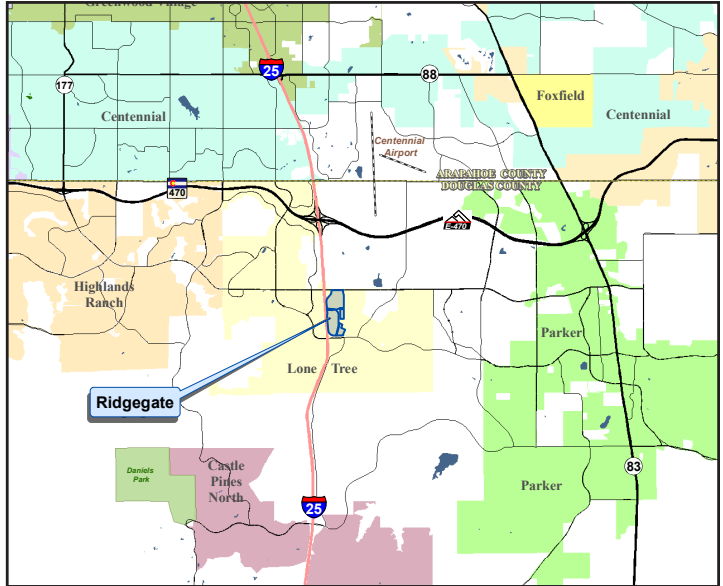 Greenwood Village
25
88
177
Foxfield
Centennial
Centennial
Centennial
Airport
ARAPAHOE COUNTY
DOUGLAS COUNTY
470
E-470
Highlands
Ranch
Parker
Lone Tree
Ridgegate
Castle
Pines
North
Daniels
Park
83
Parker
25